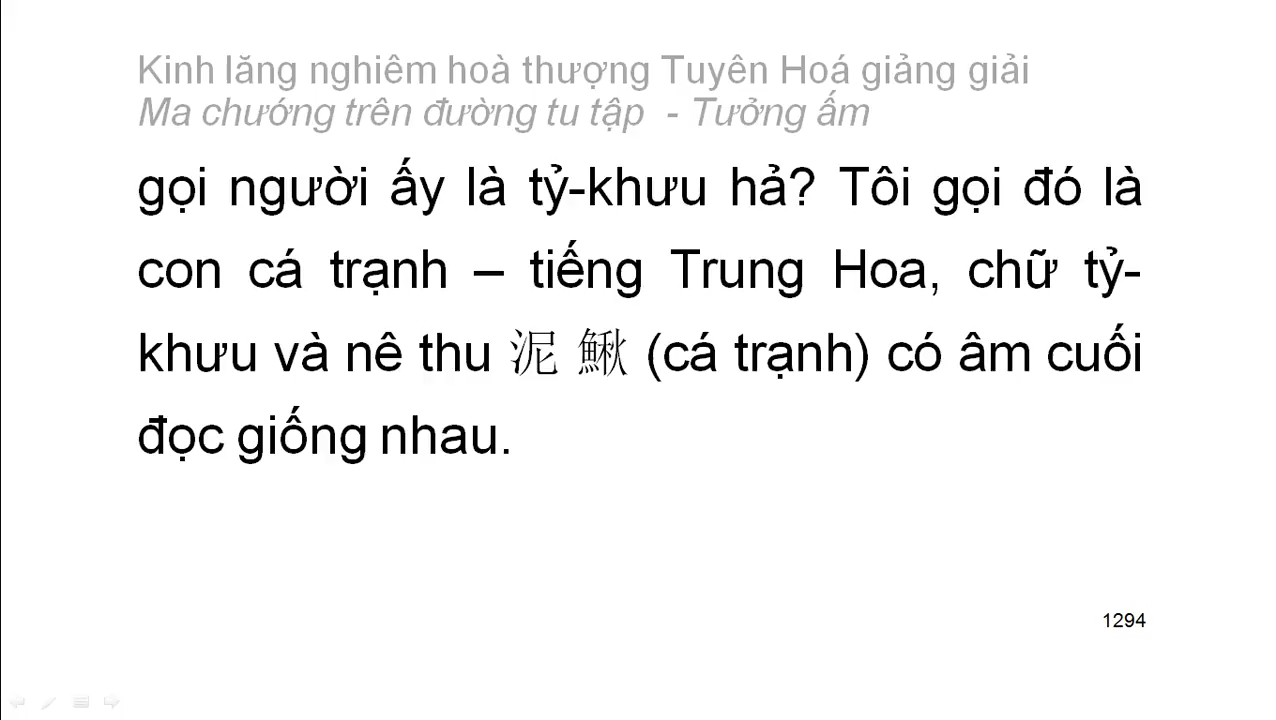 Kinh lăng nghiêm hoà thượng Tuyên Hoá giảng giải
Ma chướng trên đường tu tập - Tưởng ấm
gọi người ấy là tỷ-khưu hả? Tôi gọi đó là
con cá trạnh – tiếng Trung Hoa, chữ tỷ-
khưu và nê thu 泥 鰍 (cá trạnh) có âm cuối
đọc giống nhau.
1294